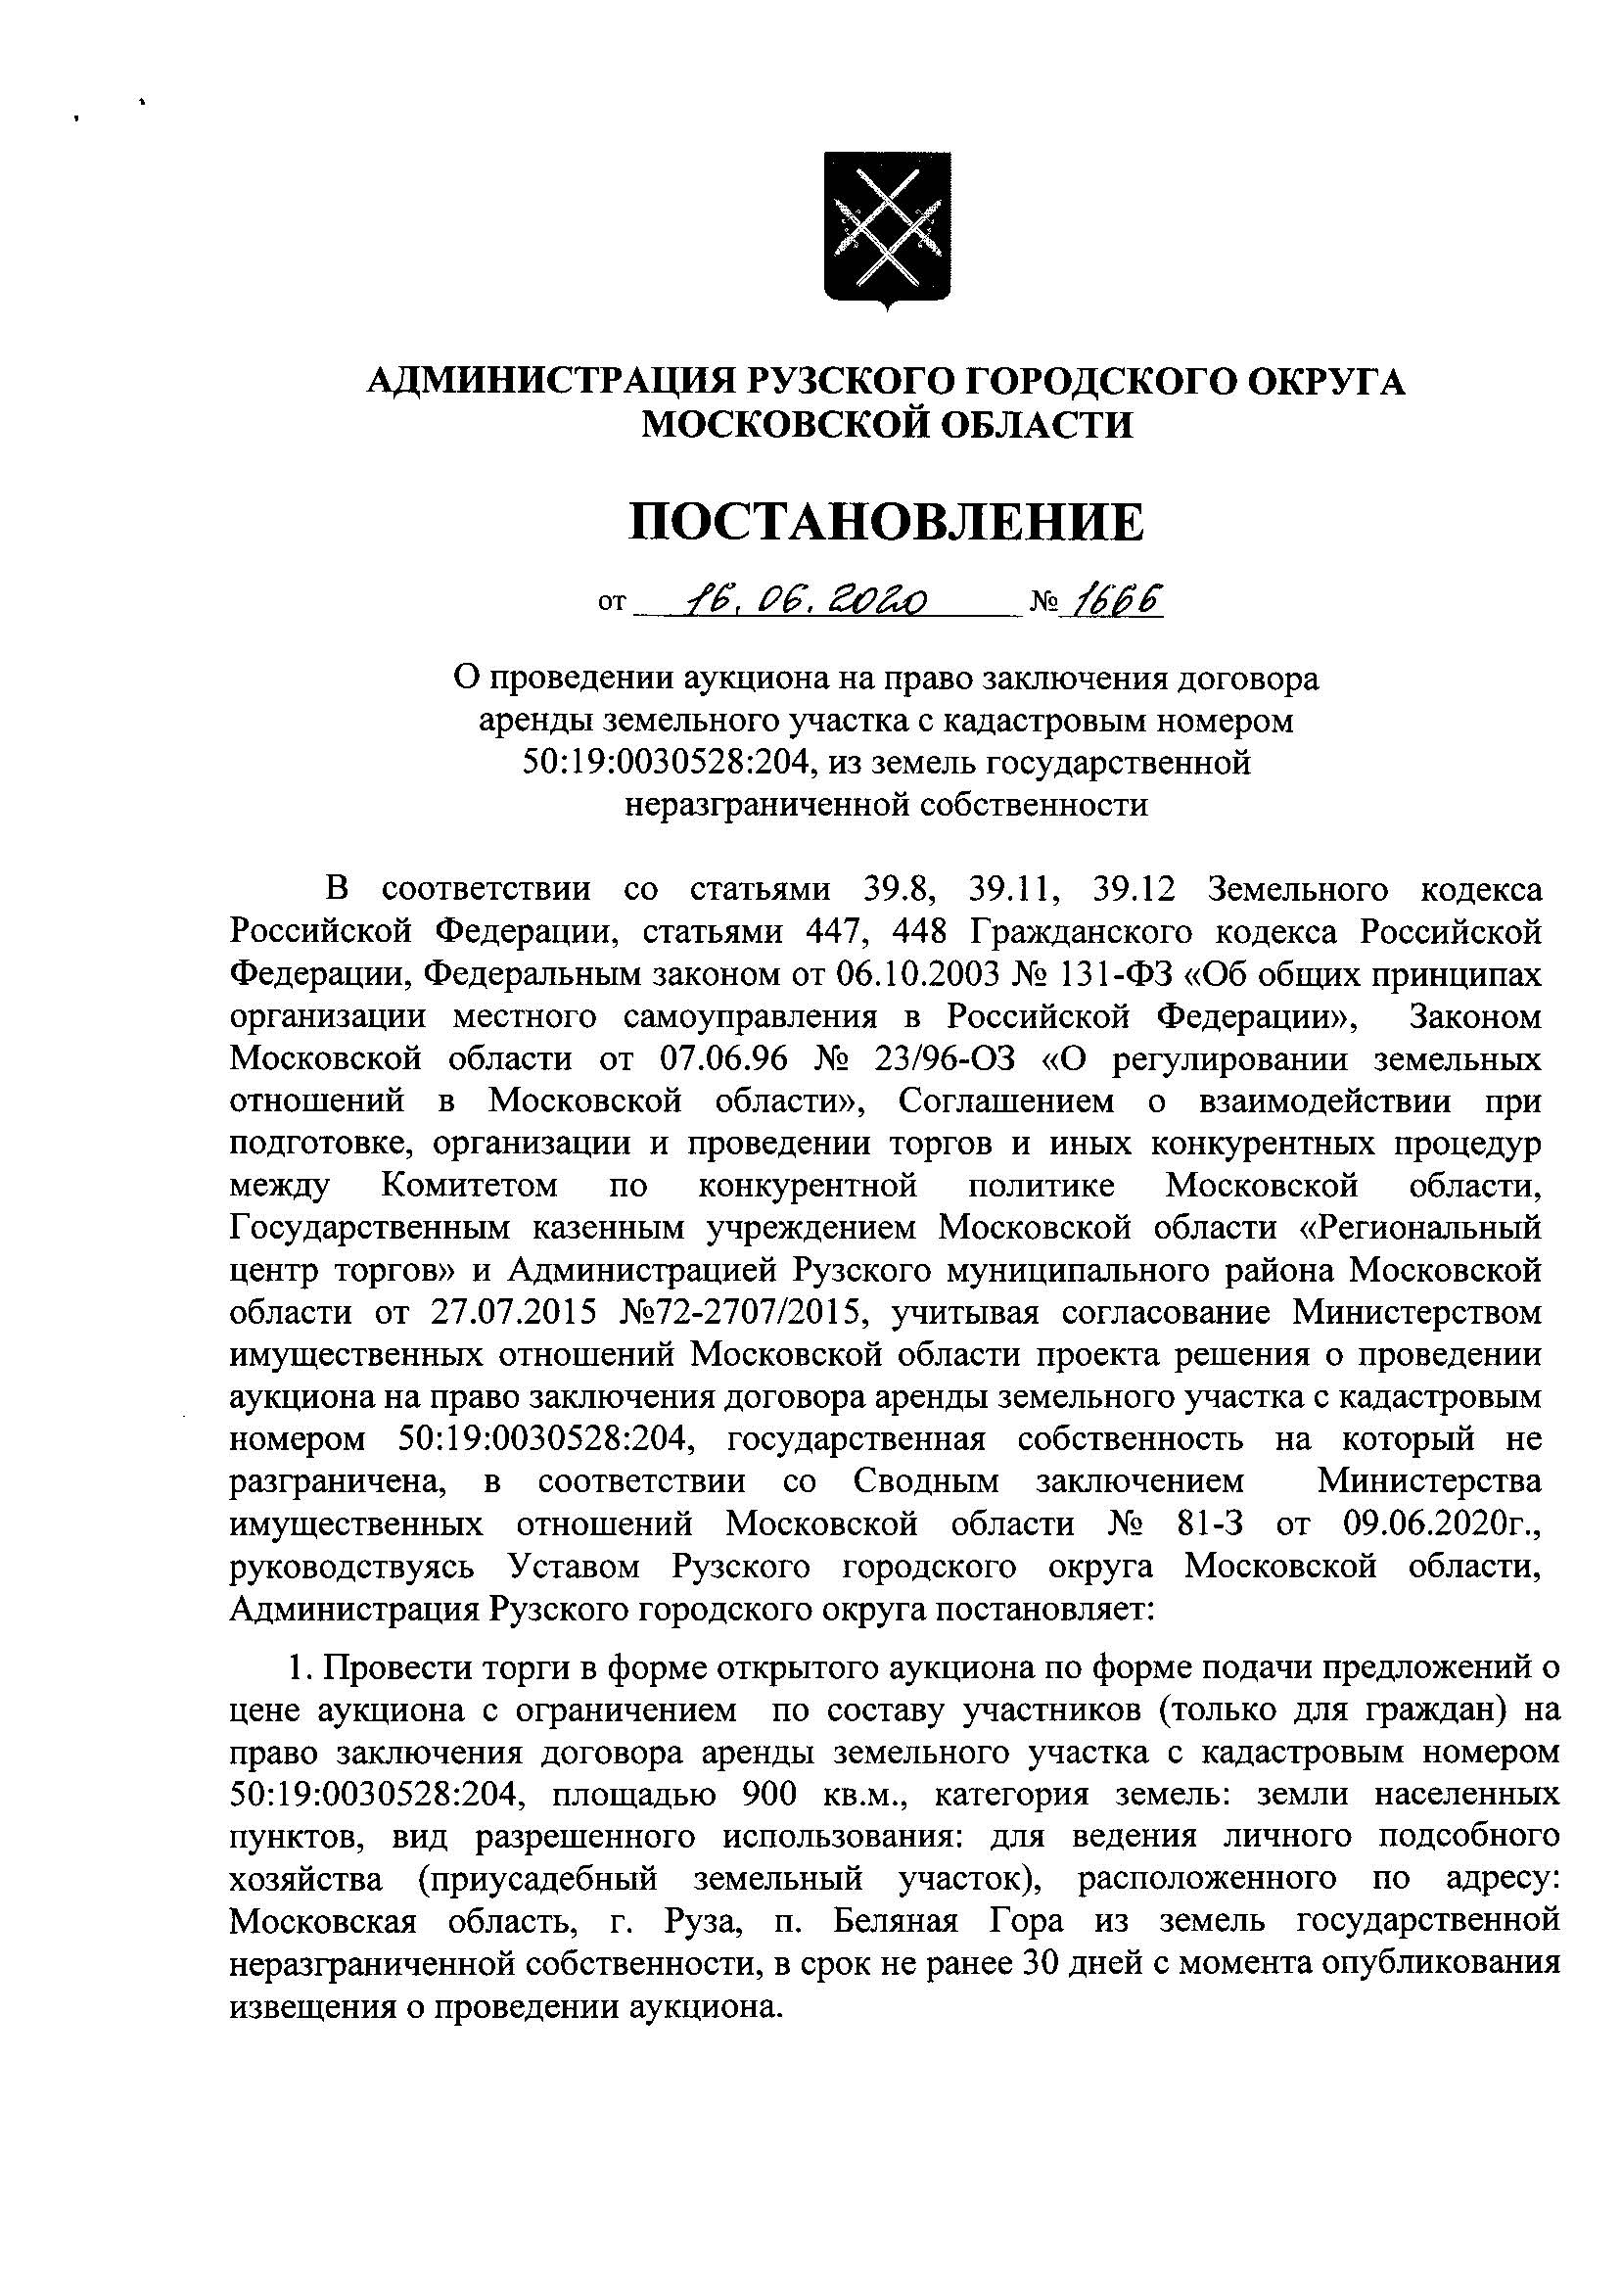 АДМИНИСТРАЦИЯ РУЗСКОГО ГОРОДСКОГО ОКРУГА
МОСКОВСКОЙ ОБЛАСТИ
ПОСТАНОВЛЕНИЕ
от 16.06.2020 № 1666
О проведении аукциона на право заключения договора
аренды земельного участка с кадастровым номером
50:19:0030528:204, из земель государственной
неразграниченной собственности
В соответствии со статьями 39.8, 39.11, 39.12 Земельного кодекса
Российской Федерации, статьями 447, 448 Гражданского кодекса Российской
Федерации, Федеральным законом от 06.10.2003 № 131-ФЗ «Об общих принципах
организации местного самоуправления в Российской Федерации», Законом
Московской области от 07.06.96 № 23/96-ОЗ «О регулировании земельных
отношений в Московской области», Соглашением о взаимодействии при
подготовке, организации и проведении торгов и иных конкурентных процедур
между Комитетом по конкурентной политике Московской области,
Государственным казенным учреждением Московской области «Региональный
центр торгов» и Администрацией Рузского муниципального района Московской
области от 27.07.2015 №72-2707/2015, учитывая согласование Министерством
имущественных отношений Московской области проекта решения о проведении
аукциона на право заключения договора аренды земельного участка с кадастровым
номером 50:19:0030528:204, государственная собственность на который не
разграничена, в соответствии со Сводным заключением Министерства
имущественных отношений Московской области № 81-З от 09.06.2020г.,
руководствуясь Уставом Рузского городского округа Московской области,
Администрация Рузского городского округа постановляет:
1. Провести торги в форме открытого аукциона по форме подачи предложений о
цене аукциона с ограничением по составу участников (только для граждан) на
право заключения договора аренды земельного участка с кадастровым номером
50:19:0030528:204, площадью 900 кв.м., категория земель: земли населенных
пунктов, вид разрешенного использования: для ведения личного подсобного
хозяйства (приусадебный земельный участок), расположенного по адресу:
Московская область, г. Руза, п. Беляная Гора из земель государственной
неразграниченной собственности, в срок не ранее 30 дней с момента опубликования
извещения о проведении аукциона.